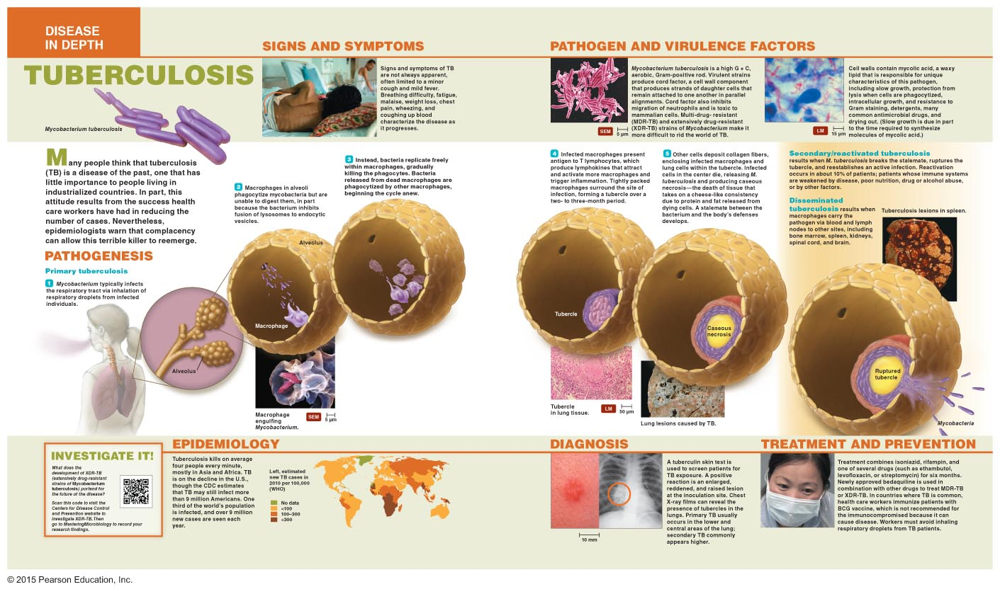 DISEASE
IN DEPTH
TUBERCULOSIS
Mycobacterium tuberculosis
SIGNS AND SYMPTOMS
Signs and symptoms of TB
are not always apparent,
often limited to a minor
cough and mild fever.
Breathing difficulty, fatigue,
malaise, weight loss, chest
pain, wheezing, and
coughing up blood
characterize the disease as
it progresses.
PATHOGEN AND VIRULENCE FACTORS
SEM
5 µm
Mycobacterium tuberculosis is a high G + C,
aerobic, Gram-positive rod. Virulent strains
produce cord factor, a cell wall component
that produces strands of daughter cells that
remain attached to one another in parallel
alignments. Cord factor also inhibits
migration of neutrophils and is toxic to
mammalian cells. Multi-drug- resistant
(MDR-TB) and extensively drug-resistant
(XDR-TB) strains of Mycobacterium make it
more difficult to rid the world of TB.
LM
15 µm
Cell walls contain mycolic acid, a waxy
lipid that is responsible for unique
characteristics of this pathogen,
including slow growth, protection from
lysis when cells are phagocytized,
intracellular growth, and resistance to
Gram staining, detergents, many
common antimicrobial drugs, and
drying out. (Slow growth is due in part
to the time required to synthesize
molecules of mycolic acid.)
Many people think that tuberculosis
(TB) is a disease of the past, one that has
little importance to people living in
industrialized countries. In part, this
attitude results from the success health
care workers have had in reducing the
number of cases. Nevertheless,
epidemiologists warn that complacency
can allow this terrible killer to reemerge.
PATHOGENESIS
Primary tuberculosis
1 Mycobacterium typically infects
the respiratory tract via inhalation of
respiratory droplets from infected
individuals.
Alveolus
2 Macrophages in alveoli
phagocytize mycobacteria but are
unable to digest them, in part
because the bacterium inhibits
fusion of lysosomes to endocytic
vesicles.
Alveolus
Macrophage
Macrophage
engulfing
Mycobacterium.
SEM
5 µm
3 Instead, bacteria replicate freely
within macrophages, gradually
killing the phagocytes. Bacteria
released from dead macrophages are
phagocytized by other macrophages,
beginning the cycle anew.
4 Infected macrophages present
antigen to T lymphocytes, which
produce lymphokines that attract
and activate more macrophages and
trigger inflammation. Tightly packed
macrophages surround the site of
infection, forming a tubercle over a
two- to three-month period.
Tubercle
Tubercle
in lung tissue.
LM
50 µm
5 Other cells deposit collagen fibers,
enclosing infected macrophages and
lung cells within the tubercle. Infected
cells in the center die, releasing M.
tuberculosis and producing caseous
necrosis—the death of tissue that
takes on a cheese-like consistency
due to protein and fat released from
dying cells. A stalemate between the
bacterium and the body's defenses
develops.
Caseous
necrosis
Lung lesions caused by TB.
Secondary/reactivated tuberculosis
results when M. tuberculosis breaks the stalemate, ruptures the
tubercle, and reestablishes an active infection. Reactivation
occurs in about 10% of patients; patients whose immune systems
are weakened by disease, poor nutrition, drug or alcohol abuse,
or by other factors.
Disseminated
tuberculosis results when
macrophages carry the
pathogen via blood and lymph
nodes to other sites, including
bone marrow, spleen, kidneys,
spinal cord, and brain.
Tuberculosis lesions in spleen.
Ruptured
tubercle
Mycobacteria
INVESTIGATE IT!
What does the
development of XDR-TB
(extensively drug-resistant
strains of Mycobacterium
tuberculosis) portend for
the future of the disease?
Scan this code to visit the
Centers for Disease Control
and Prevention website to
investigate XDR-TB. Then
go to MasteringMicrobiology to record your
research findings.
EPIDEMIOLOGY
Tuberculosis kills on average
four people every minute,
mostly in Asia and Africa. TB
is on the decline in the U.S.,
though the CDC estimates
that TB may still infect more
than 9 million Americans. One
third of the world's population
is infected, and over 9 million
new cases are seen each
year.
Left, estimated
new TB cases in
2010 per 100,000
(WHO)
No data
<100
100–300
<300
DIAGNOSIS
10 mm
A tuberculin skin test is
used to screen patients for
TB exposure. A positive
reaction is an enlarged,
reddened, and raised lesion
at the inoculation site. Chest
X-ray films can reveal the
presence of tubercles in the
lungs. Primary TB usually
occurs in the lower and
central areas of the lung;
secondary TB commonly
appears higher.
TREATMENT AND PREVENTION
Treatment combines isoniazid, rifampin, and
one of several drugs (such as ethambutol,
levofloxacin, or streptomycin) for six months.
Newly approved bedaquiline is used in
combination with other drugs to treat MDR-TB
or XDR-TB. In countries where TB is common,
health care workers immunize patients with
BCG vaccine, which is not recommended for
the immunocompromised because it can
cause disease. Workers must avoid inhaling
respiratory droplets from TB patients.
© 2015 Pearson Education, Inc.